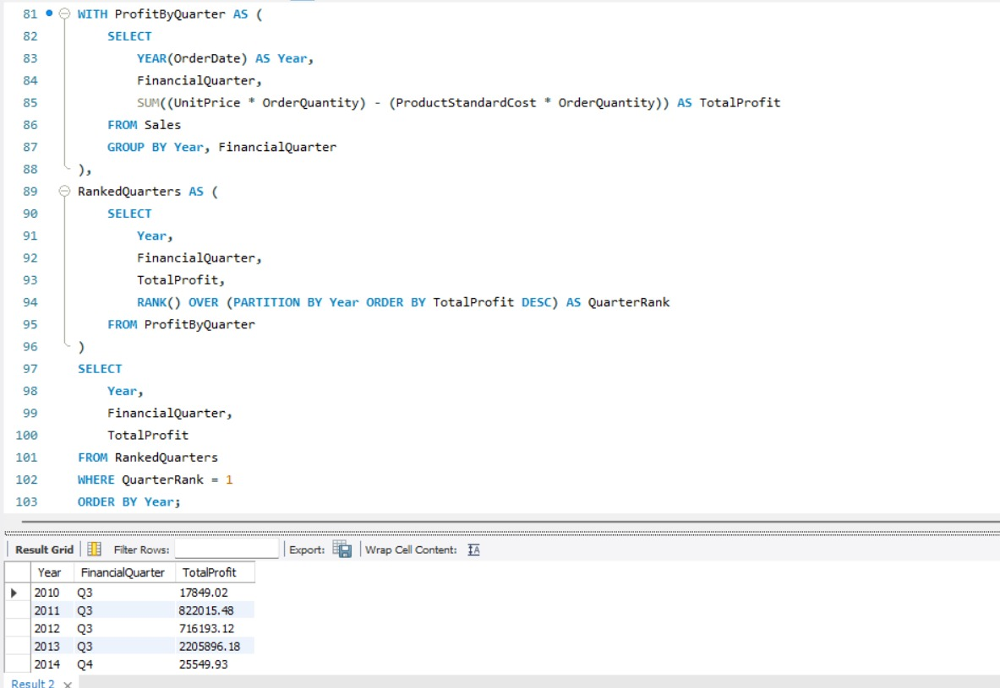 81 WITH ProfitByQuarter AS (
82 SELECT
83 YEAR(OrderDate) AS Year,
84 FinancialQuarter,
85 SUM((UnitPrice * OrderQuantity) - (ProductStandardCost * OrderQuantity)) AS TotalProfit
86 FROM Sales
87 GROUP BY Year, FinancialQuarter
88 ),
89 RankedQuarters AS (
90 SELECT
91 Year,
92 FinancialQuarter,
93 TotalProfit,
94 RANK() OVER (PARTITION BY Year ORDER BY TotalProfit DESC) AS QuarterRank
95 FROM ProfitByQuarter
96 )
97 SELECT
98 Year,
99 FinancialQuarter,
100 TotalProfit
101 FROM RankedQuarters
102 WHERE QuarterRank = 1
103 ORDER BY Year;
Result Grid Filter Rows: Export: Wrap Cell Content: IA
Year FinancialQuarter TotalProfit
2010 Q3 17849.02
2011 Q3 822015.48
2012 Q3 716193.12
2013 Q3 2205896.18
2014 Q4 25549.93
Result 2 ×